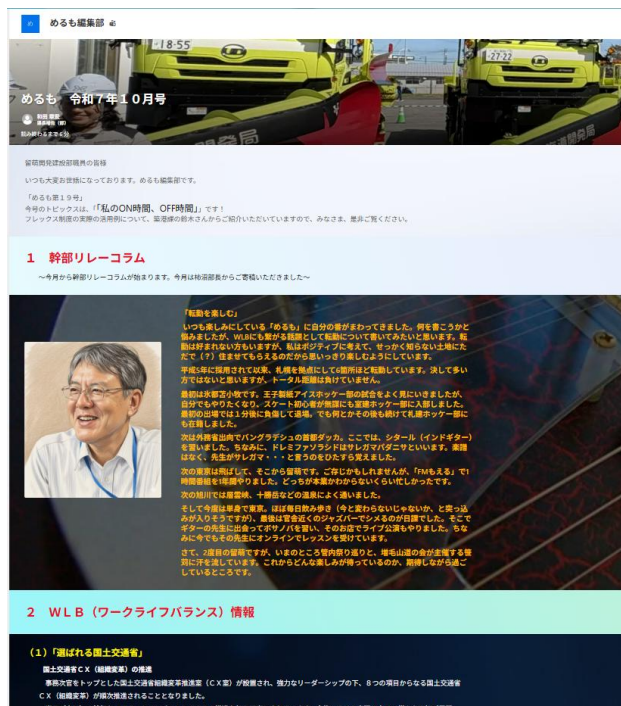 め
めるも編集部
18-55
27-22
めるも 令和7年10月号
読み終わるまで6分
開発局
留萌開発建設部職員の皆様
いつも大変お世話になっております。めるも編集部です。
「めるも第19号」
今号のトピックスは、「「私のON時間、OFF時間」」です!
フレックス制度の実際の活用例について、築港課の鈴木さんからご紹介いただいていますので、みなさま、是非ご覧ください。
1 幹部リレーコラム
~今月から幹部リレーコラムが始まります。今月は柿沼部長からご寄稿いただきました~
「転勤を楽しむ」
いつも楽しみにしている「めるも」に自分の番がまわってきました。何を書こうかと
悩みましたが、WLBにも繋がる話題として転勤について書いてみたいと思います。転
勤は好まれない方もいますが、私はポジティブに考えて、せっかく知らない土地にた
だで(?)住ませてもらえるのだから思いっきり楽しむようにしています。
平成5年に採用されて以来、札幌を拠点にして6箇所ほど転勤しています。決して多い
方ではないと思いますが、トータル距離は負けていません。
最初は氷都苫小牧です。王子製紙アイスホッケー部の試合をよく見にいきましたが、
自分でもやりたくなり、スケート初心者が無謀にも室建ホッケー部に入部しました。
最初の出場では1分後に負傷して退場。でも何とかその後も続けて札建ホッケー部に
も在籍しました。
次は外務省出向でバングラデシュの首都ダッカ。ここでは、シタール(インドギター)
を習いました。ちなみに、ドレミファソラシドはサレガマパダニサといいます。楽譜
はなく、先生がサレガマ・・・と言うのをひたすら覚えました。
次の東京は飛ばして、そこから留萌です。ご存じかもしれませんが、「FMもえる」で1
時間番組を1年間やりました。どっちが本業かわからないくらい忙しかったです。
次の旭川では層雲峡、十勝岳などの温泉によく通いました。
そして今度は単身で東京。ほぼ毎日飲み歩き(今と変わらないじゃないか、と突っ込
みが入りそうですが)、最後は官舎近くのジャズバーでシメるのが日課でした。そこで
ギターの先生に出会ってボサノバを習い、そのお店でライブ公演もやりました。ちな
みに今でもその先生にオンラインでレッスンを受けています。
さて、2度目の留萌ですが、いまのところ管内祭り巡りと、増毛山道の会が主催する笹
苅に汗を流しています。これからどんな楽しみが待っているのか、期待しながら過ご
しているところです。
2 WLB(ワークライフバランス)情報
(1)「選ばれる国土交通省」
国土交通省CX(組織変革)の推進
事務次官をトップとした国土交通省組織変革推進室(CX室)が設置され、強力なリーダーシップの下、8つの項目からなる国土交通省
CX(組織変革)が順次推進されることとなりました。